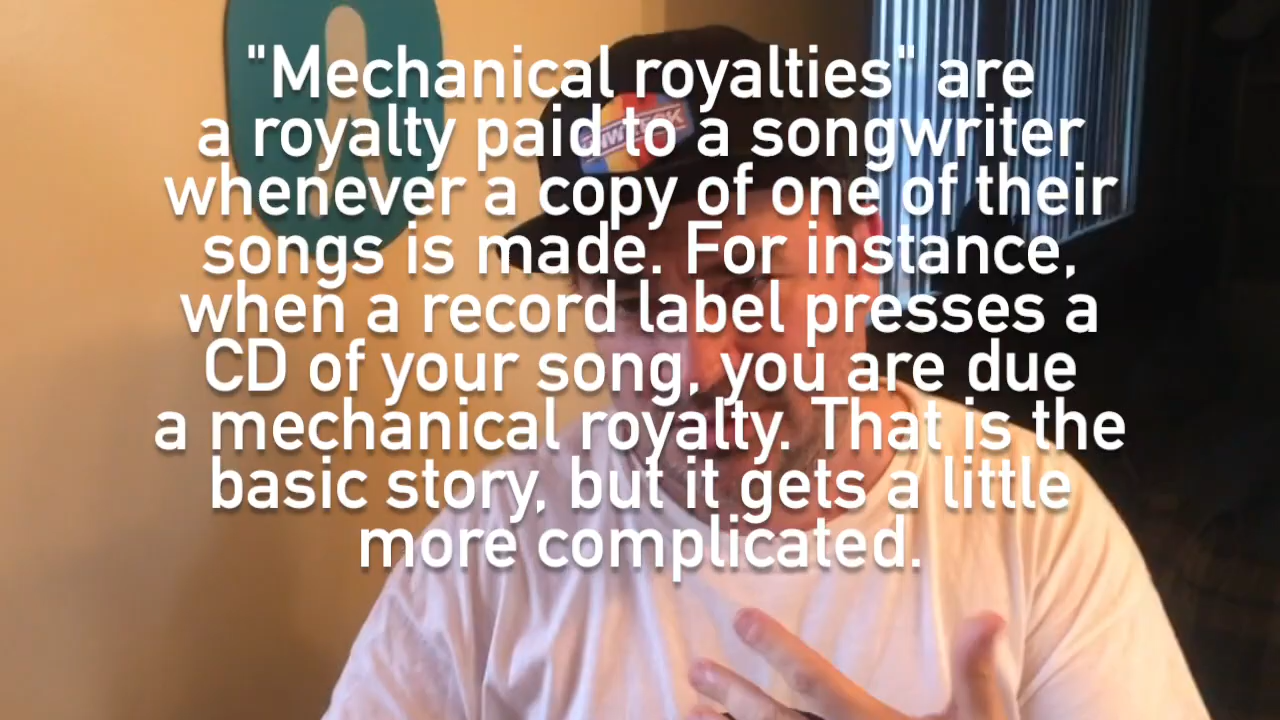 "Mechanical royalties" are
a royalty paid to a songwriter
whenever a copy of one of their
songs is made. For instance,
when a record label presses a
CD of your song, you are due
a mechanical royalty. That is the
basic story, but it gets a little
more complicated.